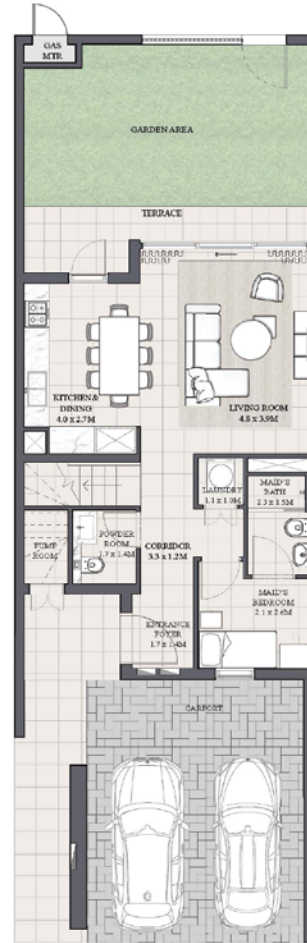 GAS
MTR
GARDEN AREA
TERRACE
KITCHEN &
DINING
4.0 x 2.7M
LIVING ROOM
4.8 x 3.9M
LAUNDRY
1.1 x 1.0M
MAID'S
BATH
2.3 x 1.5M
POWDER
ROOM
1.7 x 1.4M
PUMP
ROOM
CORRIDOR
3.3 x 1.2M
MAID'S
BEDROOM
2.1 x 2.6M
ENTRANCE
FOYER
1.7 x 1.4M
CARPORT